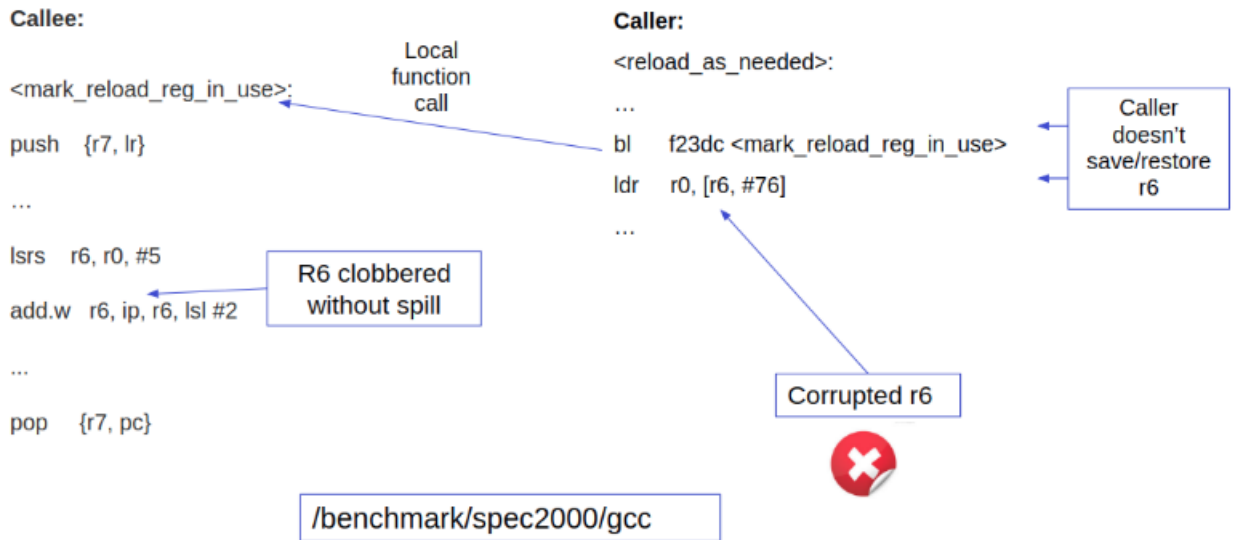 Callee:
<mark_reload_reg_in_use>:
push {r7, lr}
…
lsrs r6, r0, #5
add.w r6, ip, r6, lsl #2
...
pop {r7, pc}
R6 clobbered
without spill
Local
function
call
Caller:
<reload_as_needed>:
…
bl f23dc <mark_reload_reg_in_use>
ldr r0, [r6, #76]
…
Caller
doesn't
save/restore
r6
Corrupted r6
/benchmark/spec2000/gcc